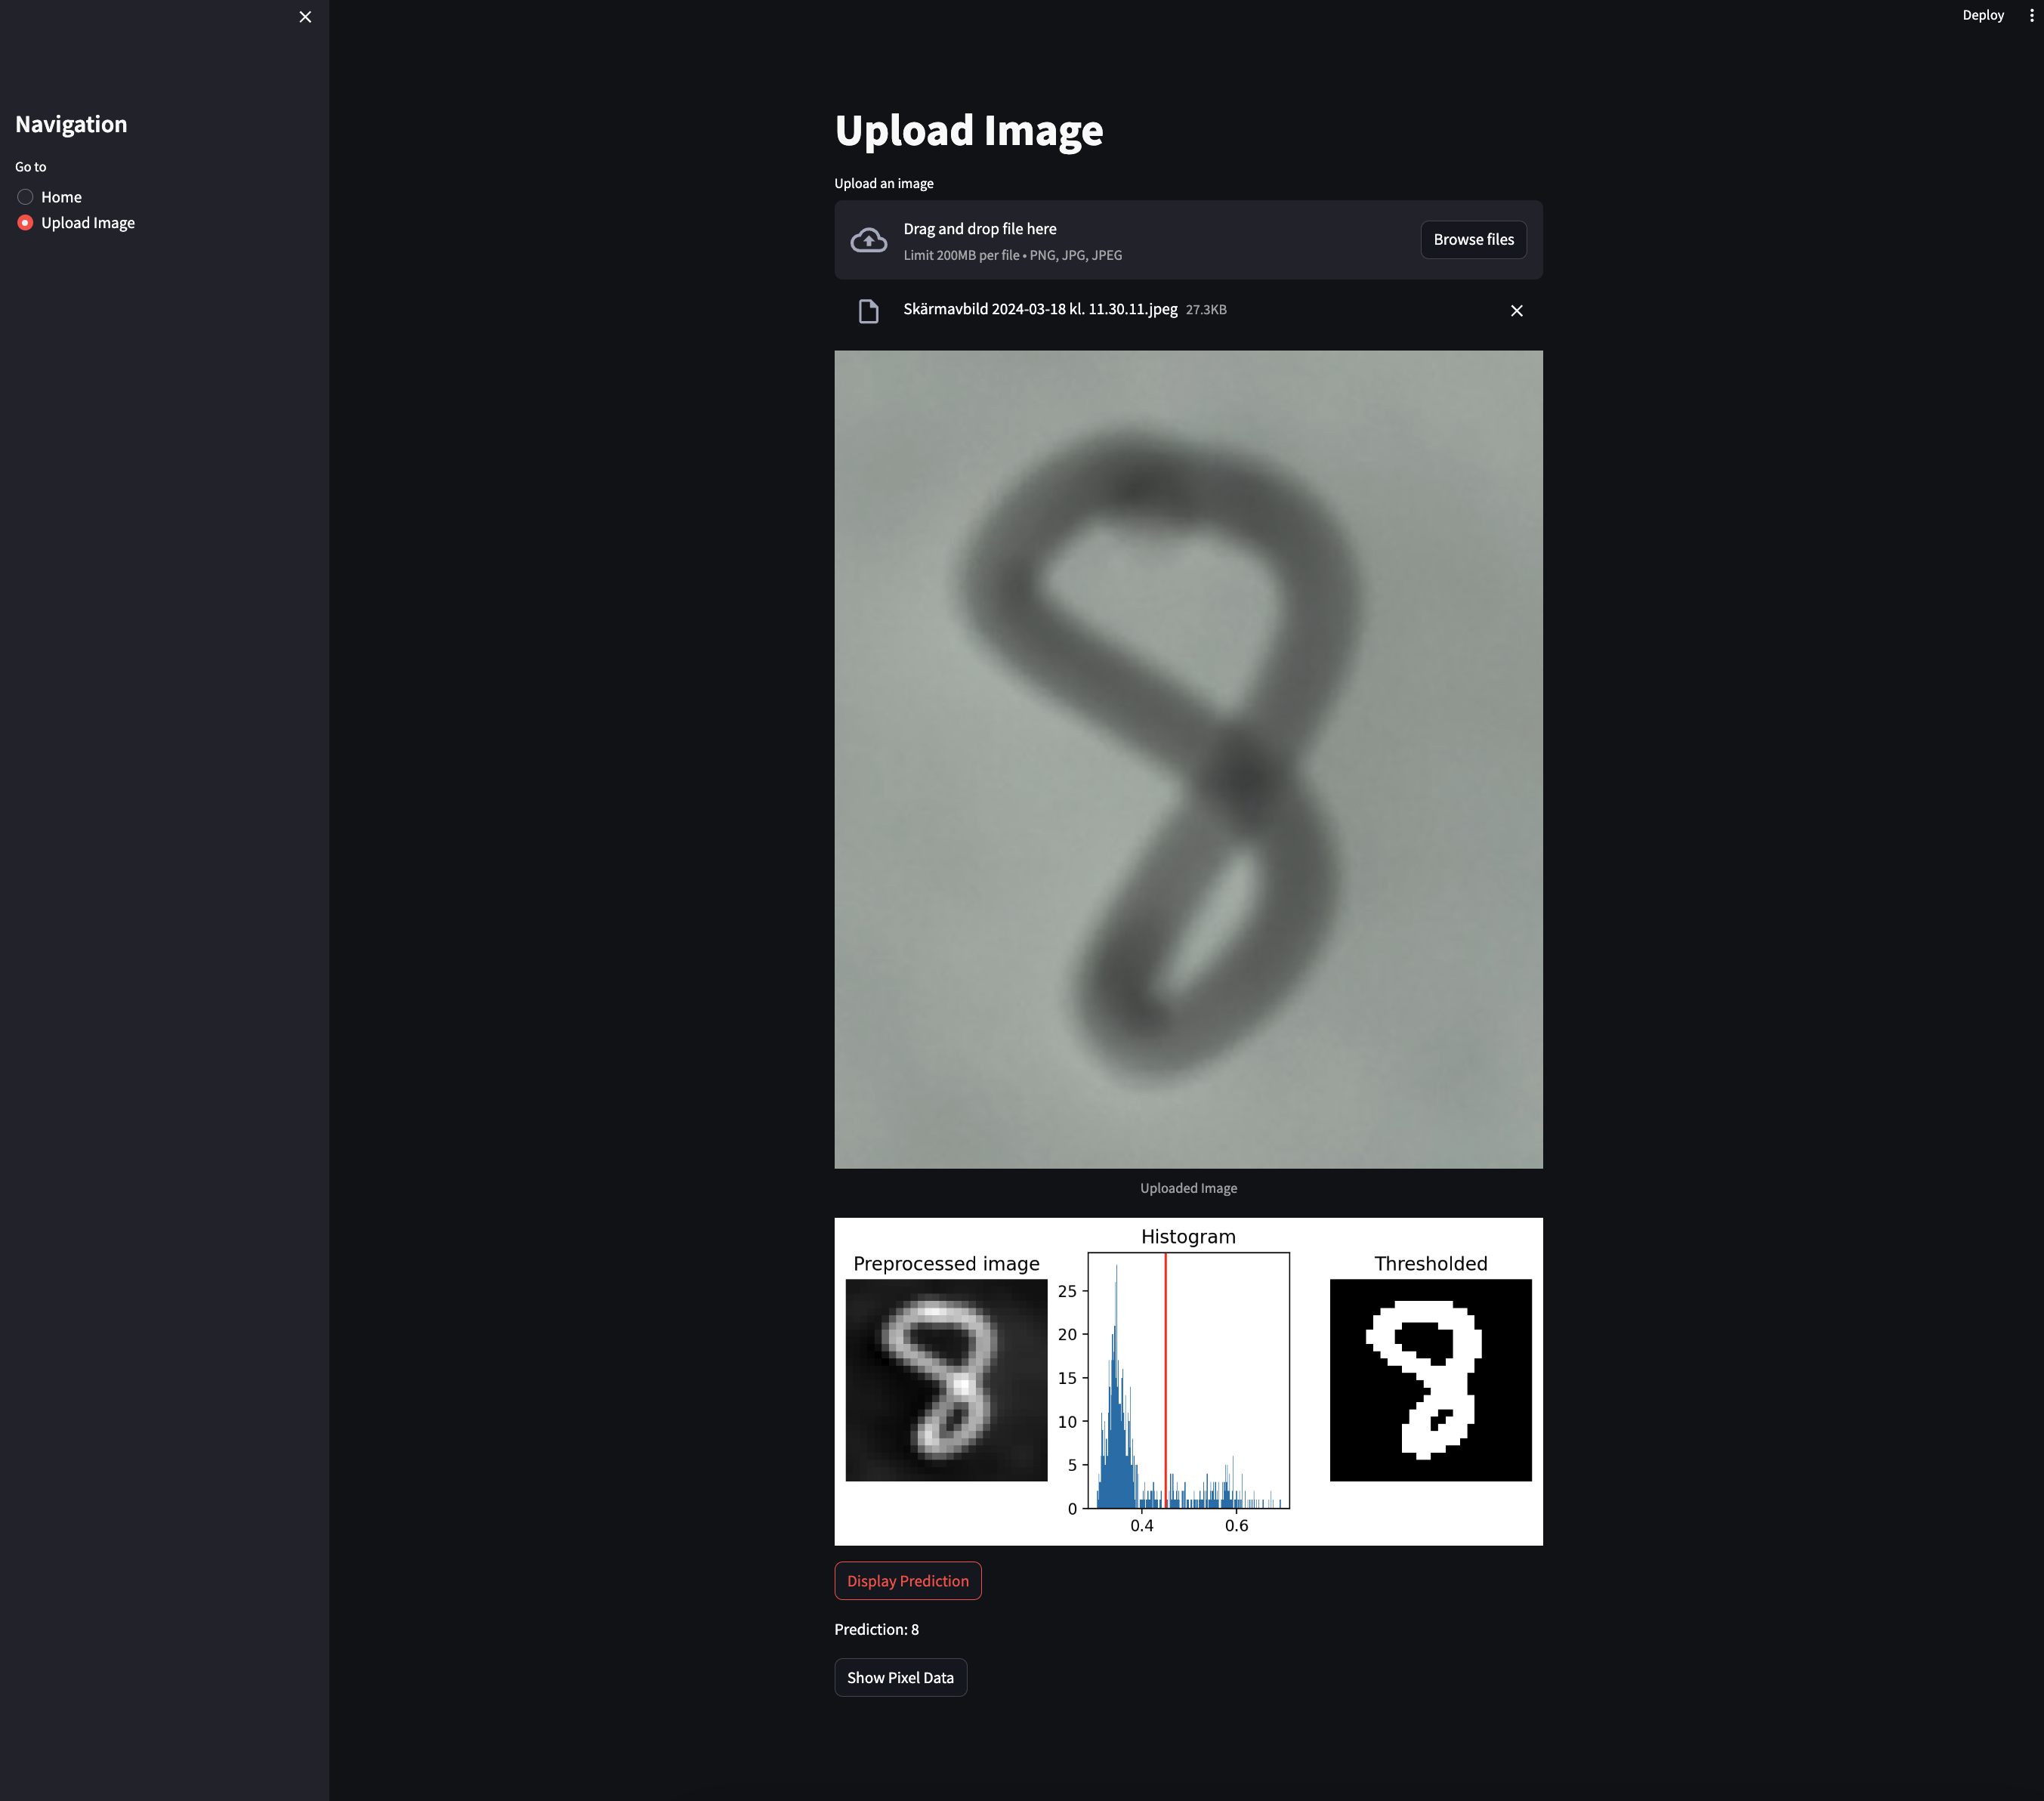 Deploy
Navigation
Go to
Home
Upload Image
Upload Image
Upload an image
Drag and drop file here
Limit 200MB per file • PNG, JPG, JPEG
Browse files
Skärmavbild 2024-03-18 kl. 11.30.11.jpeg 27.3KB
8
Uploaded Image
Preprocessed image
8
Histogram
25
20
15
10
5
0
0.4 0.6
Thresholded
8
Display Prediction
Prediction: 8
Show Pixel Data